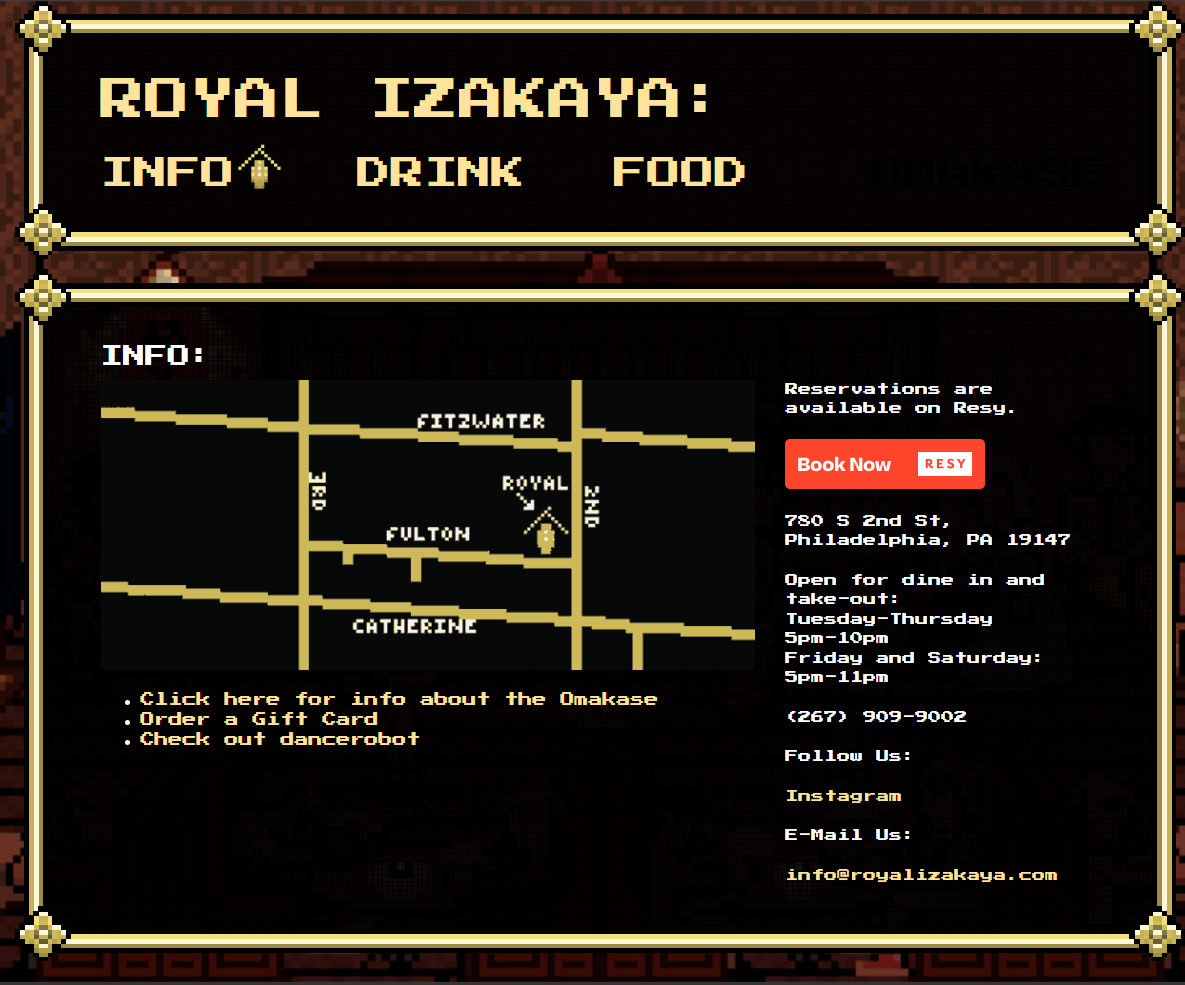 ROYAL IZAKAYA:
INFO DRINK FOOD OMAKASE
INFO:
FITZWATER
3RD
ROYAL
2ND
FULTON
CATHERINE
Click here for info about the Omakase
Order a Gift Card
Check out dancerobot
Reservations are
available on Resy.
Book Now RESY
780 S 2nd St,
Philadelphia, PA 19147
Open for dine in and
take-out:
Tuesday-Thursday
5pm-10pm
Friday and Saturday:
5pm-11pm
(267) 909-9002
Follow Us:
Instagram
E-Mail Us:
info@royalizakaya.com